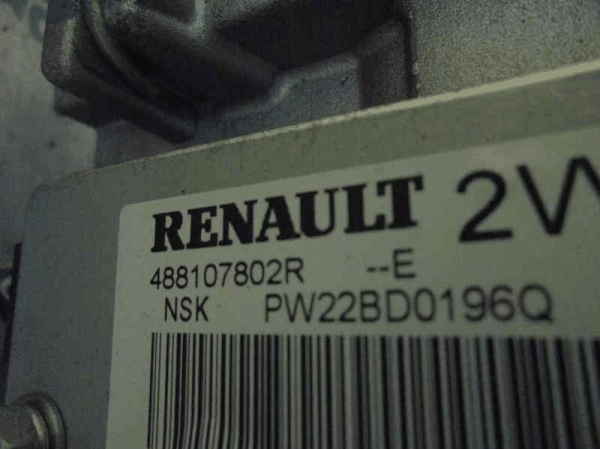 RENAULT 2W
488107802R --E
NSK PW22BD0196Q